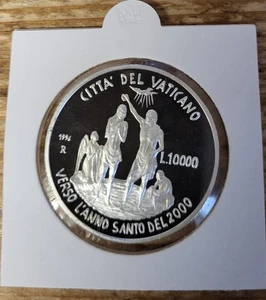 CITTA' DEL VATICANO
1996
R
L.10000
VERSO L'ANNO SANTO DEL 2000